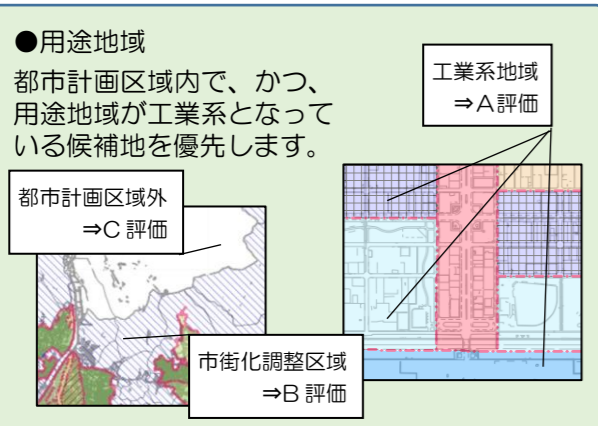 ●用途地域
都市計画区域内で、かつ、
用途地域が工業系となって
いる候補地を優先します。
工業系地域
⇒A評価
都市計画区域外
⇒C評価
市街化調整区域
⇒B評価